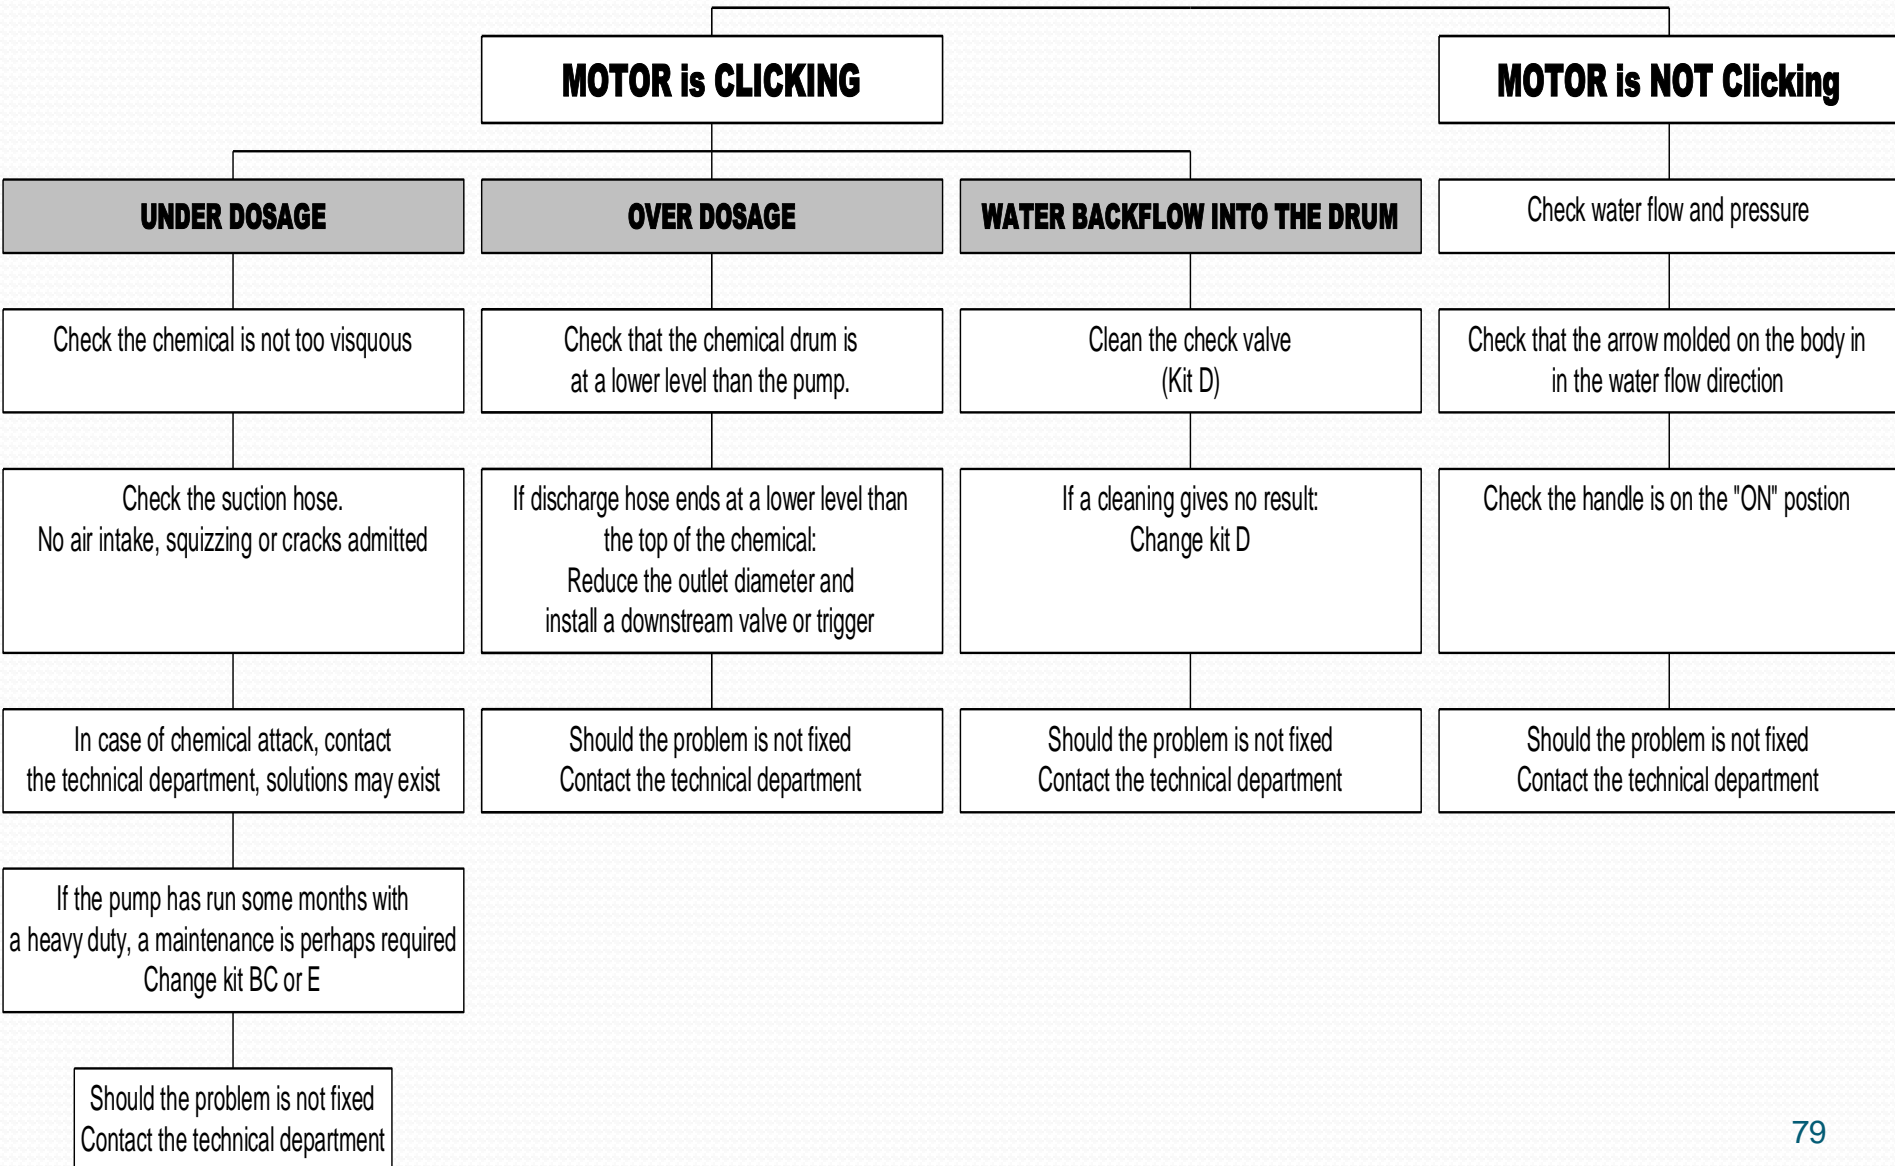 MOTOR is CLICKING
MOTOR is NOT Clicking
UNDER DOSAGE
OVER DOSAGE
WATER BACKFLOW INTO THE DRUM
Check water flow and pressure
Check the chemical is not too visquous
Check that the chemical drum is
at a lower level than the pump.
Clean the check valve
(Kit D)
Check that the arrow molded on the body in
in the water flow direction
Check the suction hose.
No air intake, squizzing or cracks admitted
If discharge hose ends at a lower level than
the top of the chemical:
Reduce the outlet diameter and
install a downstream valve or trigger
If a cleaning gives no result:
Change kit D
Check the handle is on the "ON" postion
In case of chemical attack, contact
the technical department, solutions may exist
Should the problem is not fixed
Contact the technical department
Should the problem is not fixed
Contact the technical department
Should the problem is not fixed
Contact the technical department
If the pump has run some months with
a heavy duty, a maintenance is perhaps required
Change kit BC or E
Should the problem is not fixed
Contact the technical department
79